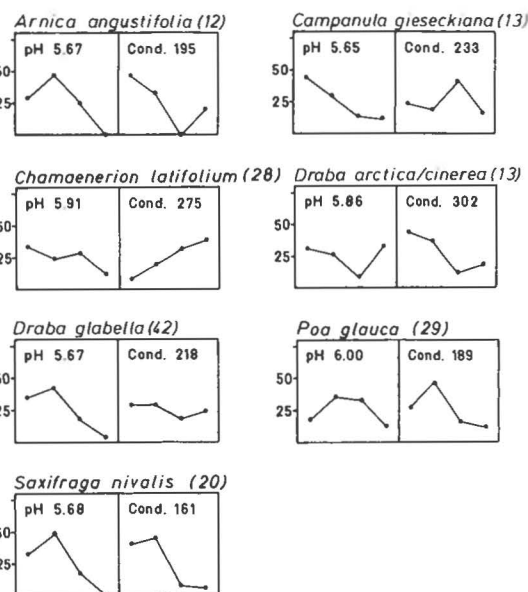 Arnica angustifolia (12)
pH 5.67
Cond. 195
50
25
Campanula gieseckiana (13)
pH 5.65
Cond. 233
50
25
Chamaenerion latifolium (28)
pH 5.91
Cond. 275
50
25
Draba arctica/cinerea (13)
pH 5.86
Cond. 302
50
25
Draba glabella (42)
pH 5.67
Cond. 218
50
25
Poa glauca (29)
pH 6.00
Cond. 189
50
25
Saxifraga nivalis (20)
pH 5.68
Cond. 161
50
25